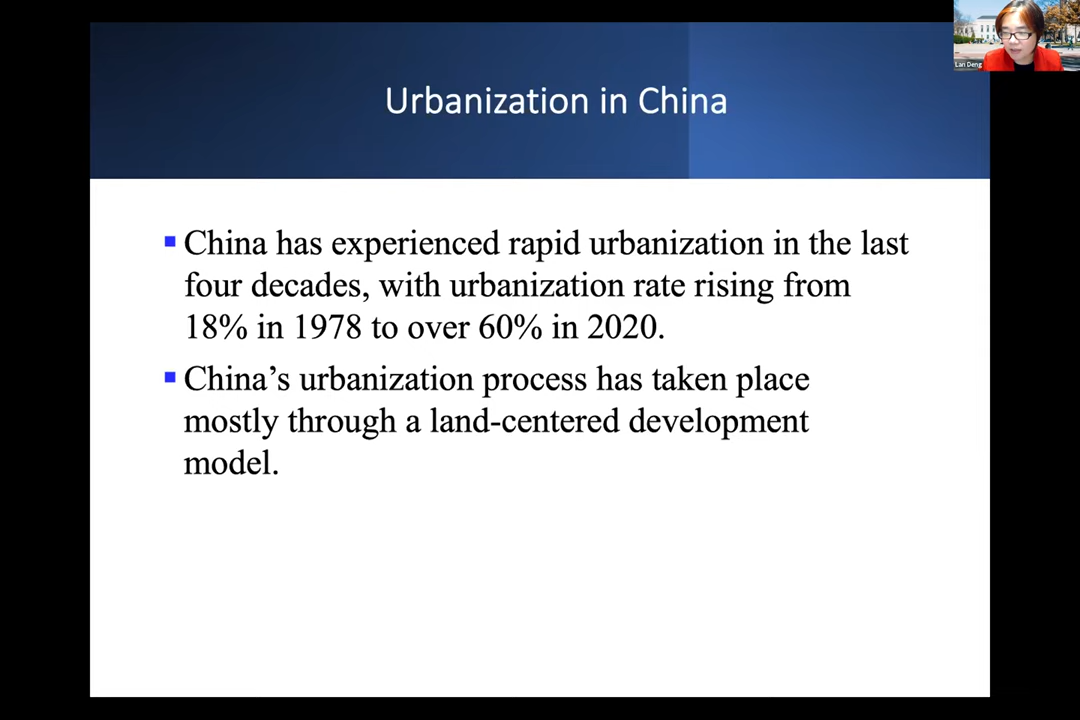 Urbanization in China
Lan Deng
▪ China has experienced rapid urbanization in the last
four decades, with urbanization rate rising from
18% in 1978 to over 60% in 2020.
▪ China’s urbanization process has taken place
mostly through a land-centered development
model.